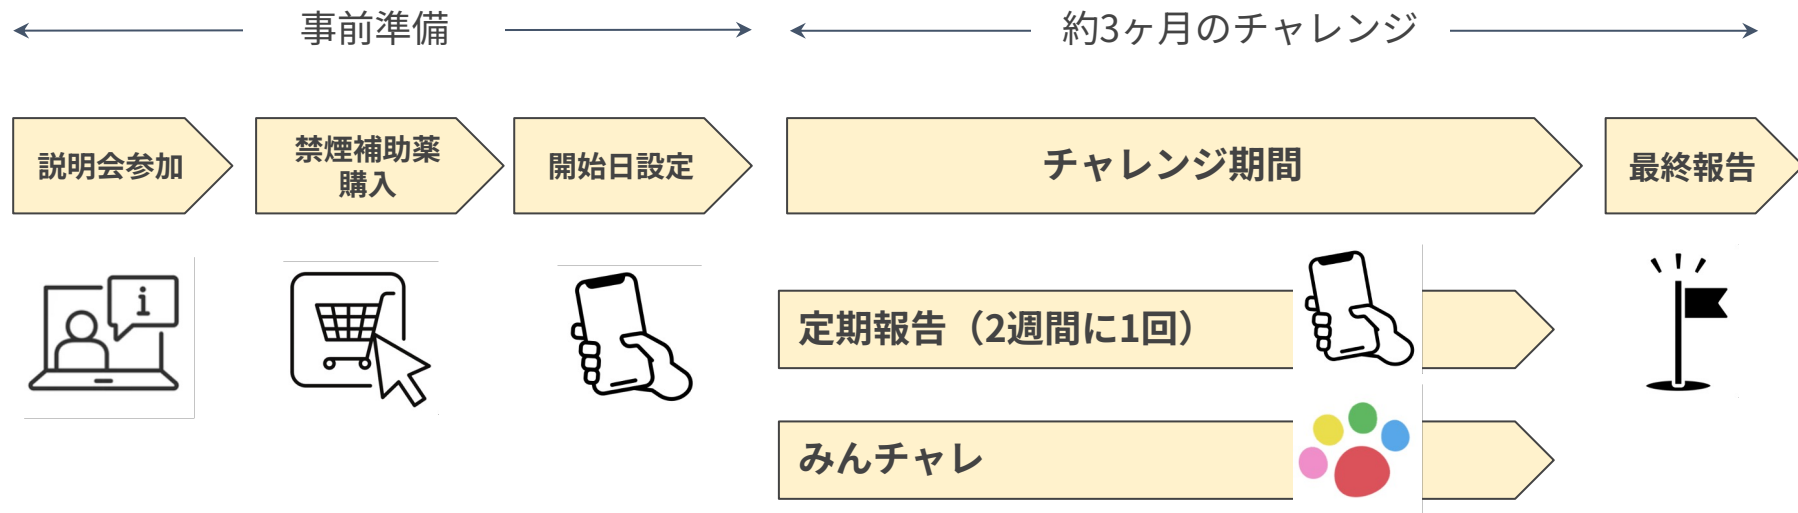 事前準備
約3ヶ月のチャレンジ
説明会参加
禁煙補助薬
購入
開始日設定
チャレンジ期間
最終報告
i
定期報告（2週間に1回）
みんチャレ